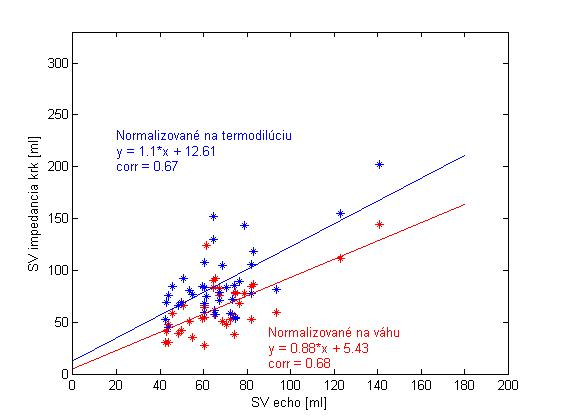 300
250
200
150
100
50
0
SV impedancia krk [ml]
Normalizované na termodilúciu
y = 1.1*x + 12.61
corr = 0.67
Normalizované na váhu
y = 0.88*x + 5.43
corr = 0.68
0 20 40 60 80 100 120 140 160 180 200
SV echo [ml]